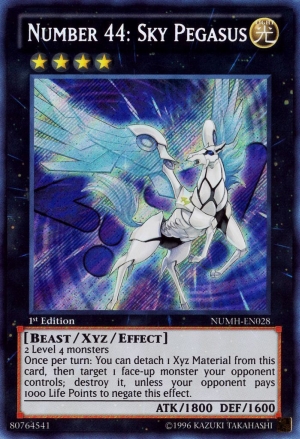 Number 44: Sky Pegasus
LIGHT
光
1st Edition
NUMH-EN028
[Beast/Xyz/Effect]
2 Level 4 monsters
Once per turn: You can detach 1 Xyz Material from this
card, then target 1 face-up monster your opponent
controls; destroy it, unless your opponent pays
1000 Life Points to negate this effect.
ATK/1800 DEF/1600
80764541
©1996 KAZUKI TAKAHASHI